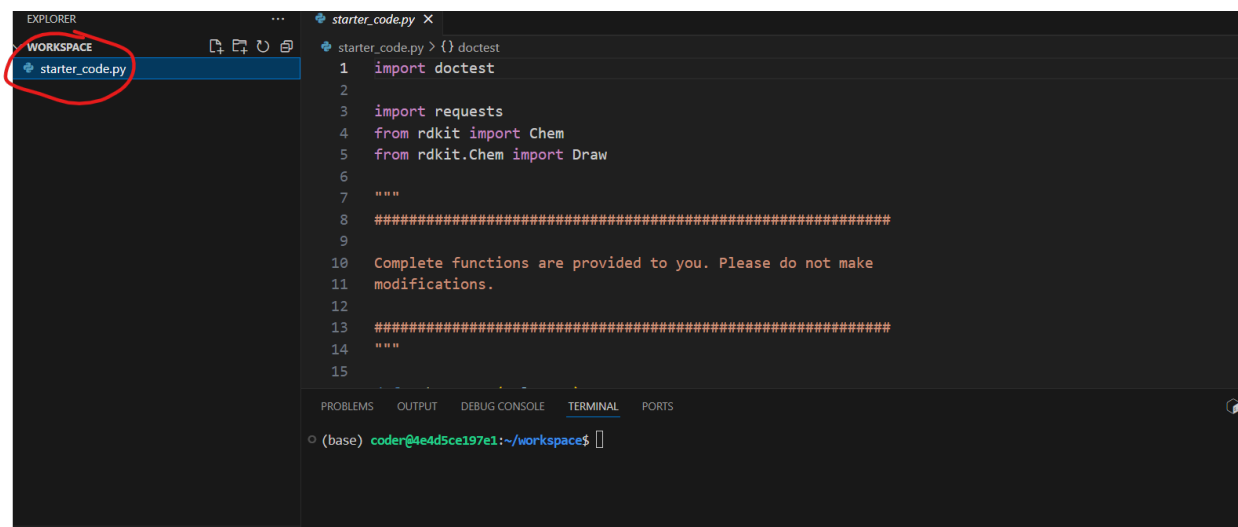 EXPLORER
...
starter_code.py
WORKSPACE
starter_code.py > {} doctest
starter_code.py
1 import doctest
2
3 import requests
4 from rdkit import Chem
5 from rdkit.Chem import Draw
6
7 """
8 ############################################################
9
10 Complete functions are provided to you. Please do not make
11 modifications.
12
13 ############################################################
14 """
15
PROBLEMS OUTPUT DEBUG CONSOLE TERMINAL PORTS
(base) coder@4e4d5ce197e1:~/workspace$